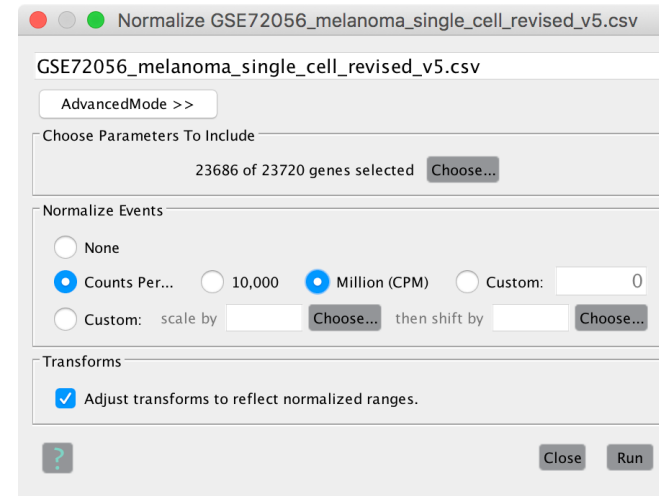 Normalize GSE72056_melanoma_single_cell_revised_v5.csv
GSE72056_melanoma_single_cell_revised_v5.csv
AdvancedMode >>
Choose Parameters To Include
23686 of 23720 genes selected Choose...
Normalize Events
None
Counts Per... 10,000 Million (CPM) Custom: 0
Custom: scale by Choose... then shift by Choose...
Transforms
Adjust transforms to reflect normalized ranges.
? Close Run